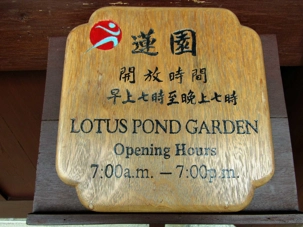 蓮園
開放時間
早上七時至晚上七時
LOTUS POND GARDEN
Opening Hours
7:00a.m. — 7:00p.m.